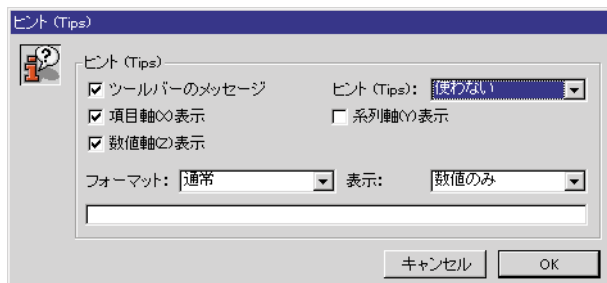 ヒント (Tips)
ヒント (Tips)
ツールバーのメッセージ ヒント (Tips): 使わない
項目軸(X)表示 系列軸(Y)表示
数値軸(Z)表示
フォーマット: 通常 表示: 数値のみ
キャンセル OK